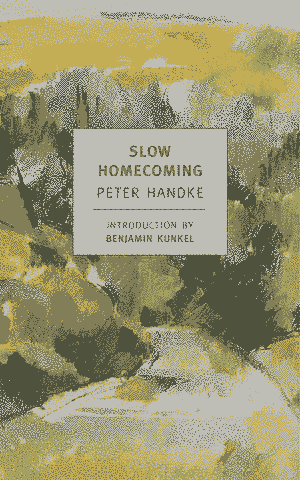 SLOW
HOMECOMING
PETER HANDKE
INTRODUCTION BY
BENJAMIN KUNKEL